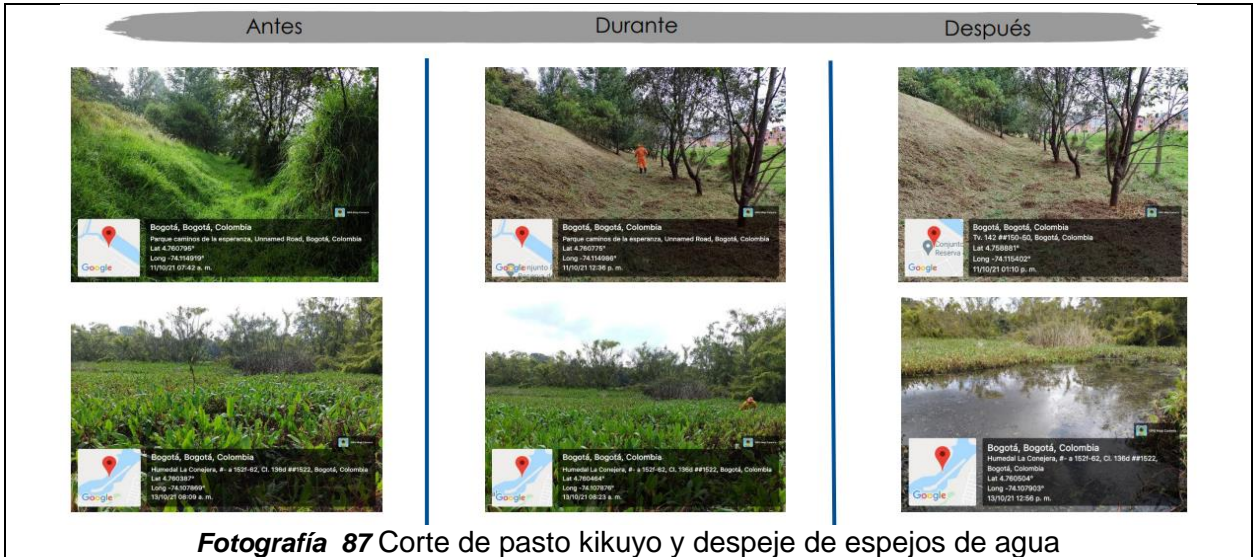 Antes
Durante
Después
Bogotá, Bogotá, Colombia
Parque caminos de la esperanza, Unnamed Road, Bogotá, Colombia
Lat 4.760795°
Long -74.114919°
11/10/21 07:42 a. m.
Google
Bogotá, Bogotá, Colombia
Parque caminos de la esperanza, Unnamed Road, Bogotá, Colombia
Lat 4.760775°
Long -74.114986°
11/10/21 12:36 p. m.
Google
Bogotá, Bogotá, Colombia
Tv. 142 ##150-50, Bogotá, Colombia
Lat 4.758881°
Long -74.115402°
11/10/21 01:10 p. m.
Conjunto
Reserva
Google
Bogotá, Bogotá, Colombia
Humedal La Conejera, #- a 152f-62, Cl. 136d ##1522, Bogotá, Colombia
Lat 4.760387°
Long -74.107869°
13/10/21 08:09 a. m.
Google
Bogotá, Bogotá, Colombia
Humedal La Conejera, #- a 152f-62, Cl. 136d ##1522, Bogotá, Colombia
Lat 4.760464°
Long -74.107876°
13/10/21 08:23 a. m.
Google
Bogotá, Bogotá, Colombia
Humedal La Conejera, #- a 152f-62, Cl. 136d ##1522,
Bogotá, Colombia
Lat 4.760504°
Long -74.107903°
13/10/21 12:56 p. m.
Google
Fotografía 87 Corte de pasto kikuyo y despeje de espejos de agua